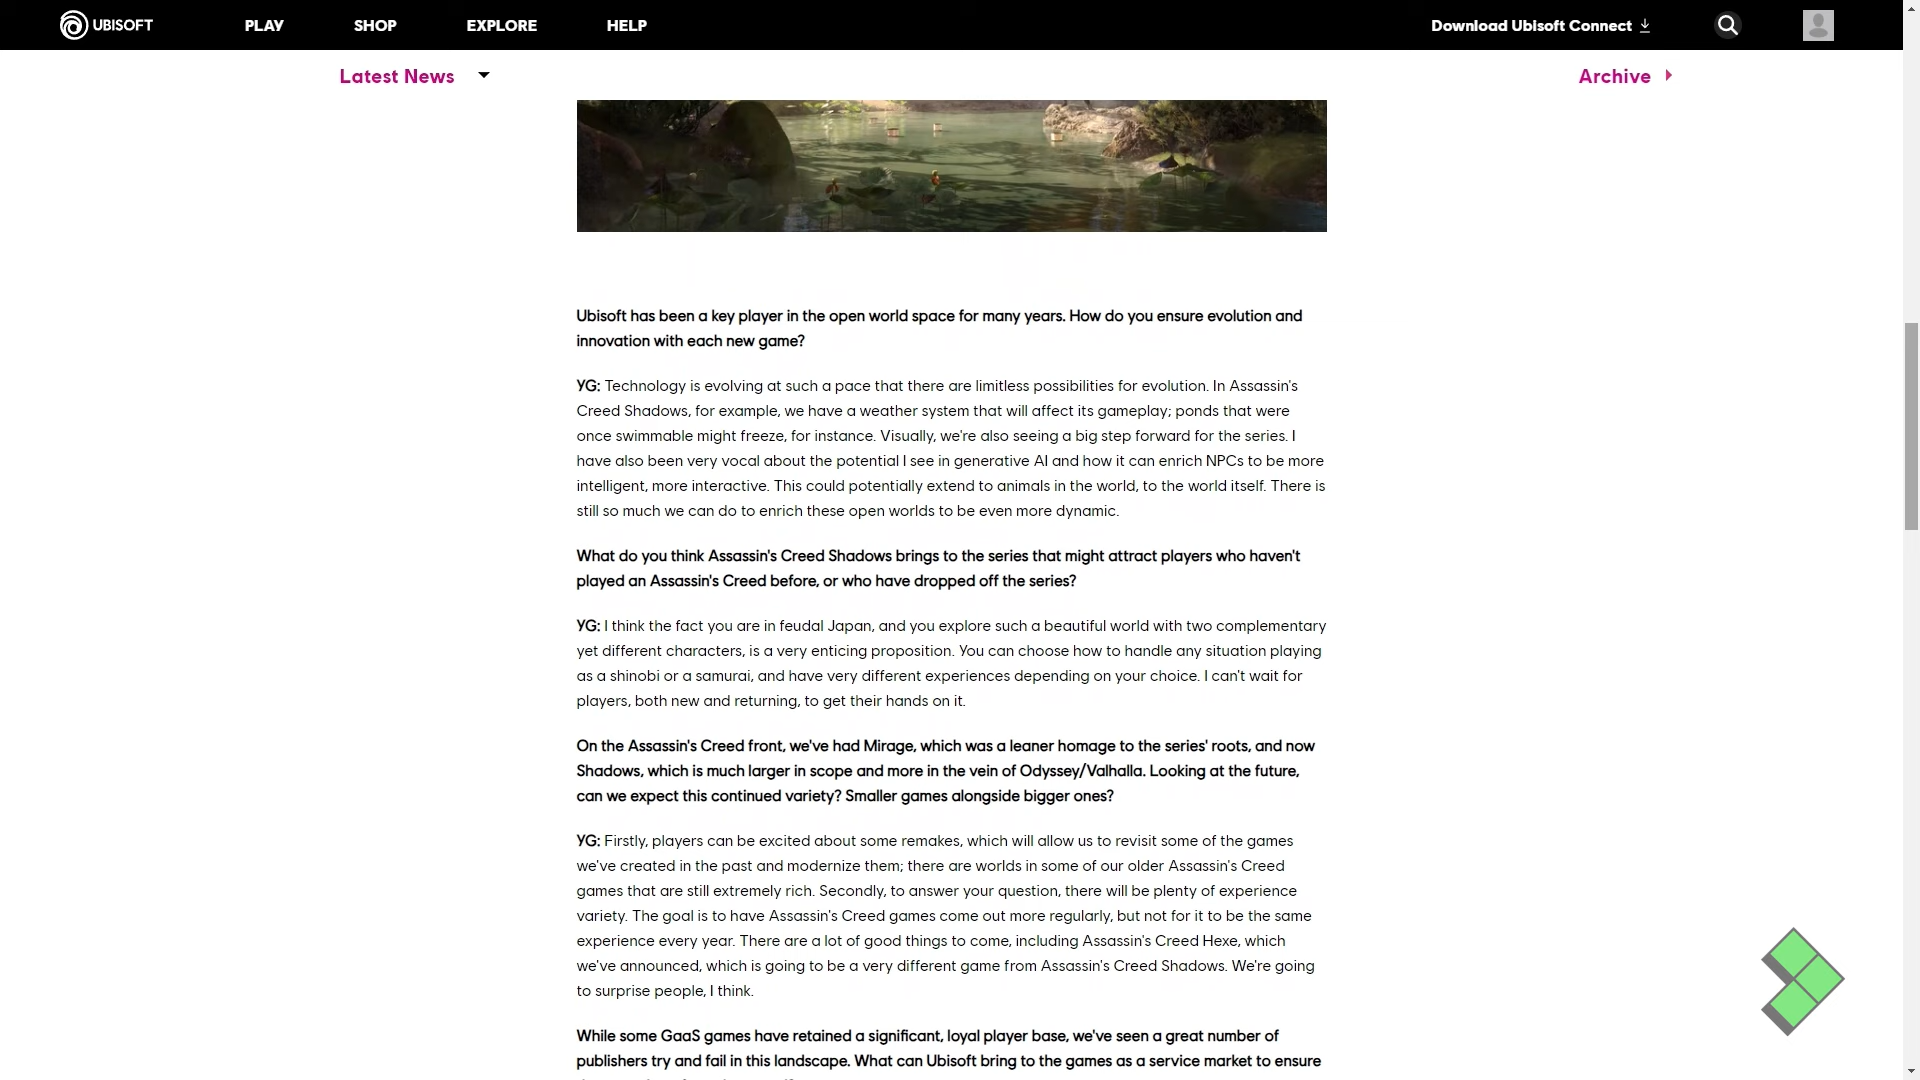 UBISOFT PLAY SHOP EXPLORE HELP Download Ubisoft Connect
Latest News Archive
Ubisoft has been a key player in the open world space for many years. How do you ensure evolution and
innovation with each new game?
YG: Technology is evolving at such a pace that there are limitless possibilities for evolution. In Assassin's
Creed Shadows, for example, we have a weather system that will affect its gameplay; ponds that were
once swimmable might freeze, for instance. Visually, we're also seeing a big step forward for the series. I
have also been very vocal about the potential I see in generative AI and how it can enrich NPCs to be more
intelligent, more interactive. This could potentially extend to animals in the world, to the world itself. There is
still so much we can do to enrich these open worlds to be even more dynamic.
What do you think Assassin's Creed Shadows brings to the series that might attract players who haven't
played an Assassin's Creed before, or who have dropped off the series?
YG: I think the fact you are in feudal Japan, and you explore such a beautiful world with two complementary
yet different characters, is a very enticing proposition. You can choose how to handle any situation playing
as a shinobi or a samurai, and have very different experiences depending on your choice. I can't wait for
players, both new and returning, to get their hands on it.
On the Assassin's Creed front, we've had Mirage, which was a leaner homage to the series' roots, and now
Shadows, which is much larger in scope and more in the vein of Odyssey/Valhalla. Looking at the future,
can we expect this continued variety? Smaller games alongside bigger ones?
YG: Firstly, players can be excited about some remakes, which will allow us to revisit some of the games
we've created in the past and modernize them; there are worlds in some of our older Assassin's Creed
games that are still extremely rich. Secondly, to answer your question, there will be plenty of experience
variety. The goal is to have Assassin's Creed games come out more regularly, but not for it to be the same
experience every year. There are a lot of good things to come, including Assassin's Creed Hexe, which
we've announced, which is going to be a very different game from Assassin's Creed Shadows. We're going
to surprise people, I think.
While some GaaS games have retained a significant, loyal player base, we've seen a great number of
publishers try and fail in this landscape. What can Ubisoft bring to the games as a service market to ensure